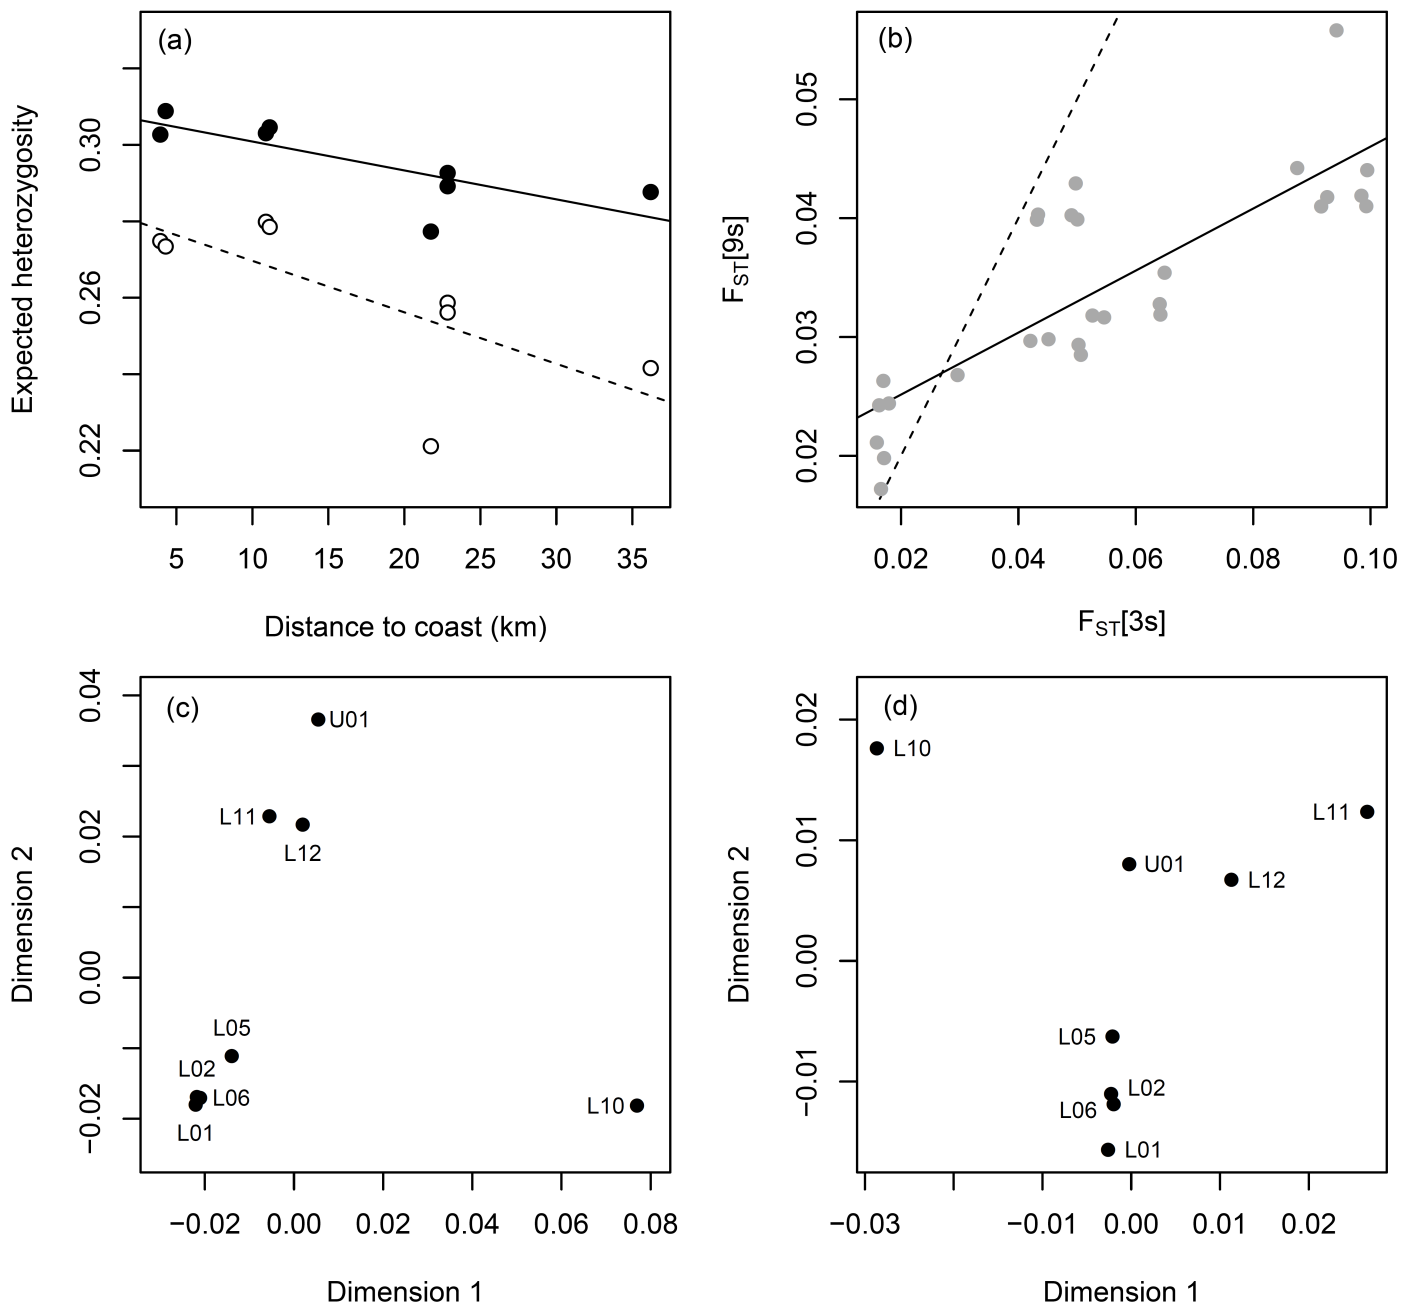 (a)
Expected heterozygosity
0.30
0.26
0.22
5 10 15 20 25 30 35
Distance to coast (km)
(b)
FST[9s]
0.05
0.04
0.03
0.02
0.02 0.04 0.06 0.08 0.10
FST[3s]
(c)
Dimension 2
0.04
0.02
0.00
−0.02
U01
L11
L12
L05
L02
L06
L01
L10
−0.02 0.00 0.02 0.04 0.06 0.08
Dimension 1
(d)
Dimension 2
0.02
0.01
0.00
−0.01
L10
L11
U01
L12
L05
L02
L06
L01
−0.03 −0.01 0.00 0.01 0.02
Dimension 1